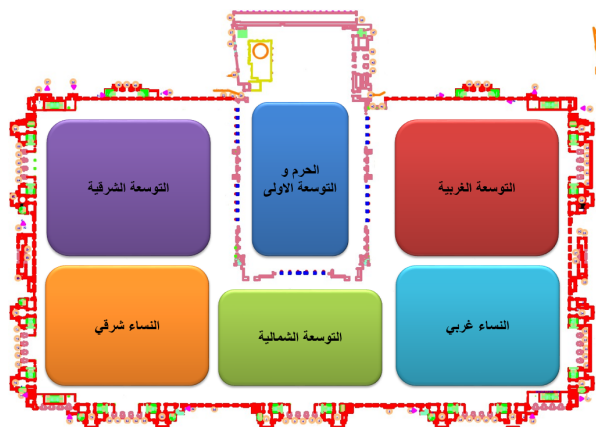 الحرم و
التوسعة الاولى
التوسعة الغربية
التوسعة الشرقية
النساء غربي
التوسعة الشمالية
النساء شرقي